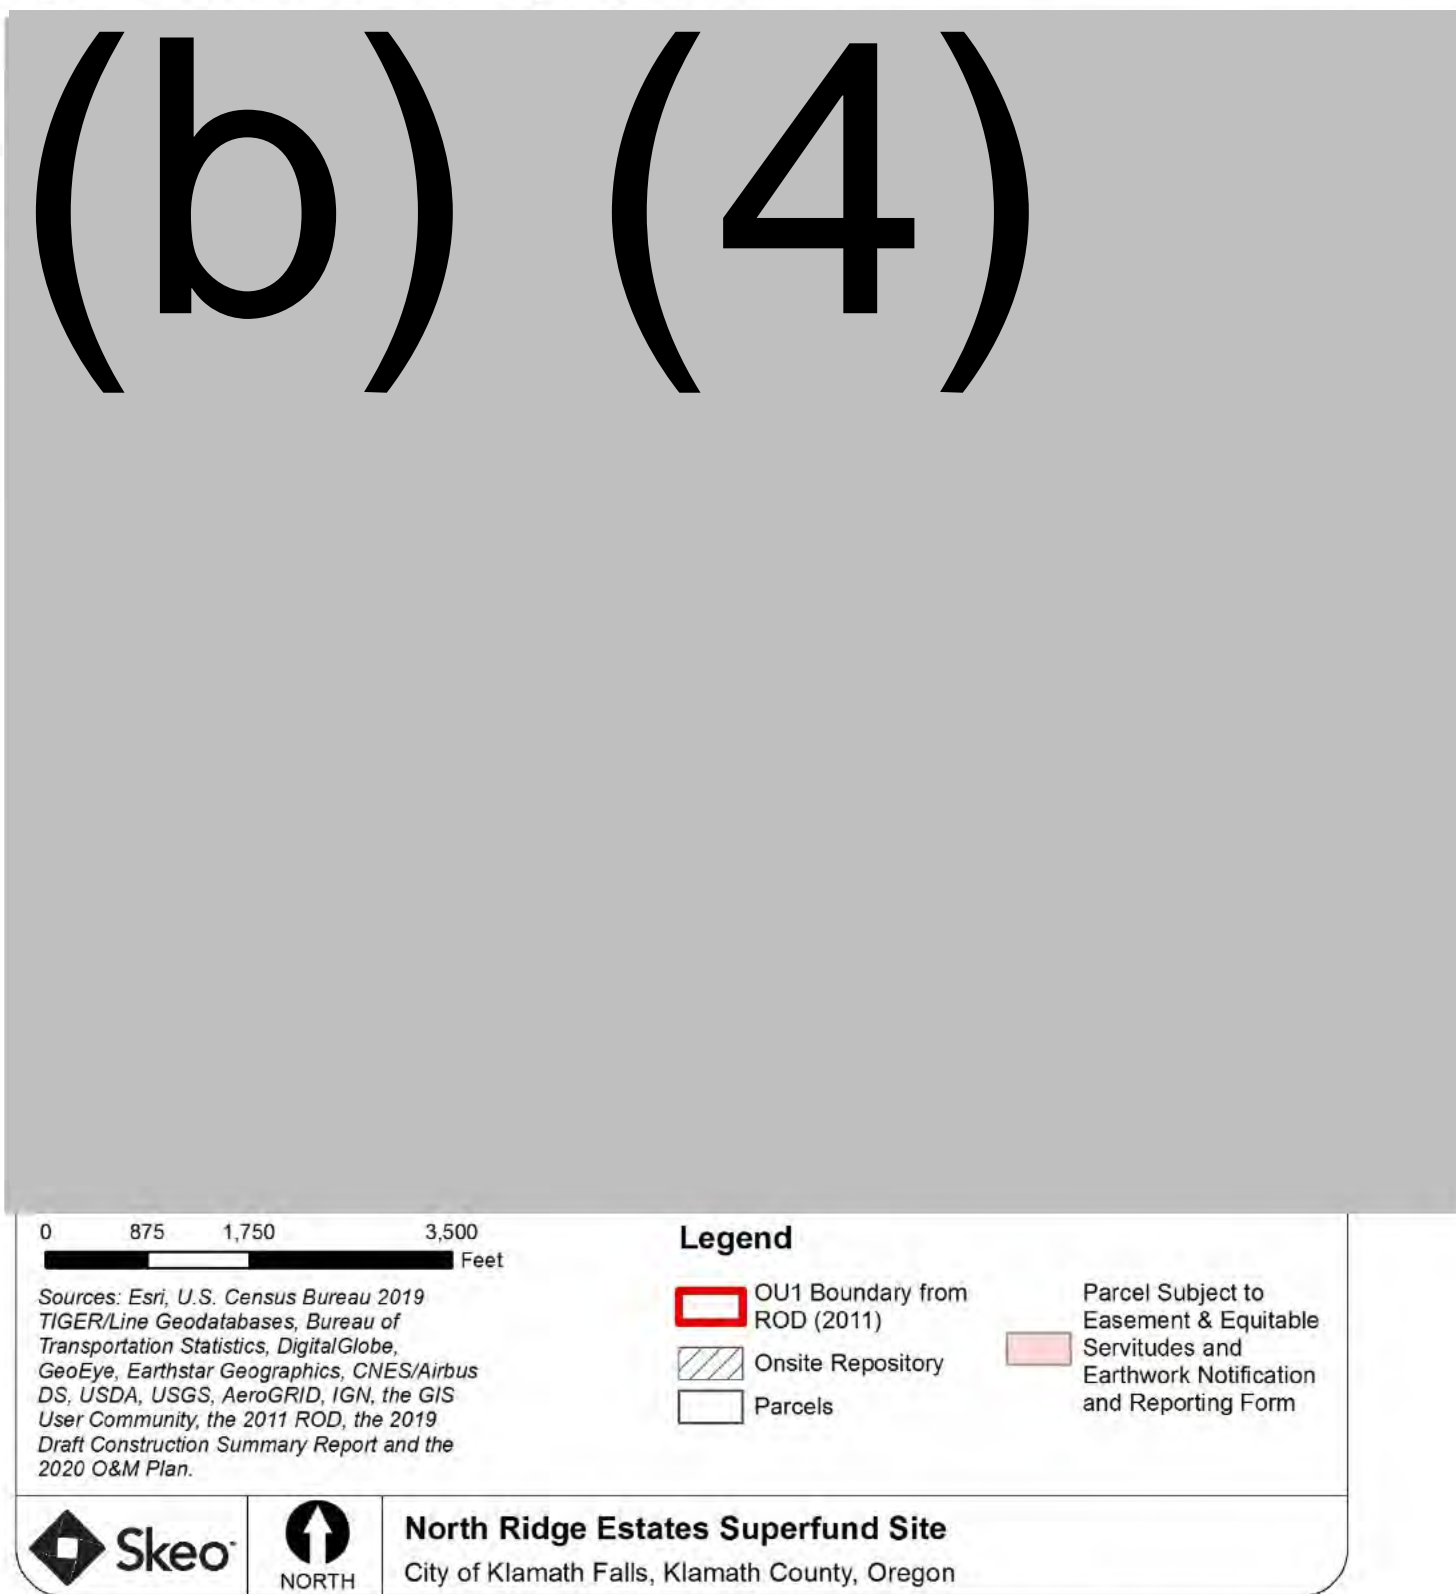 (b) (4)
0 875 1,750 3,500
Feet
Sources: Esri, U.S. Census Bureau 2019
TIGER/Line Geodatabases, Bureau of
Transportation Statistics, DigitalGlobe,
GeoEye, Earthstar Geographics, CNES/Airbus
DS, USDA, USGS, AeroGRID, IGN, the GIS
User Community, the 2011 ROD, the 2019
Draft Construction Summary Report and the
2020 O&M Plan.
Legend
OU1 Boundary from
ROD (2011)
Onsite Repository
Parcels
Parcel Subject to
Easement & Equitable
Servitudes and
Earthwork Notification
and Reporting Form
Skeo
NORTH
North Ridge Estates Superfund Site
City of Klamath Falls, Klamath County, Oregon